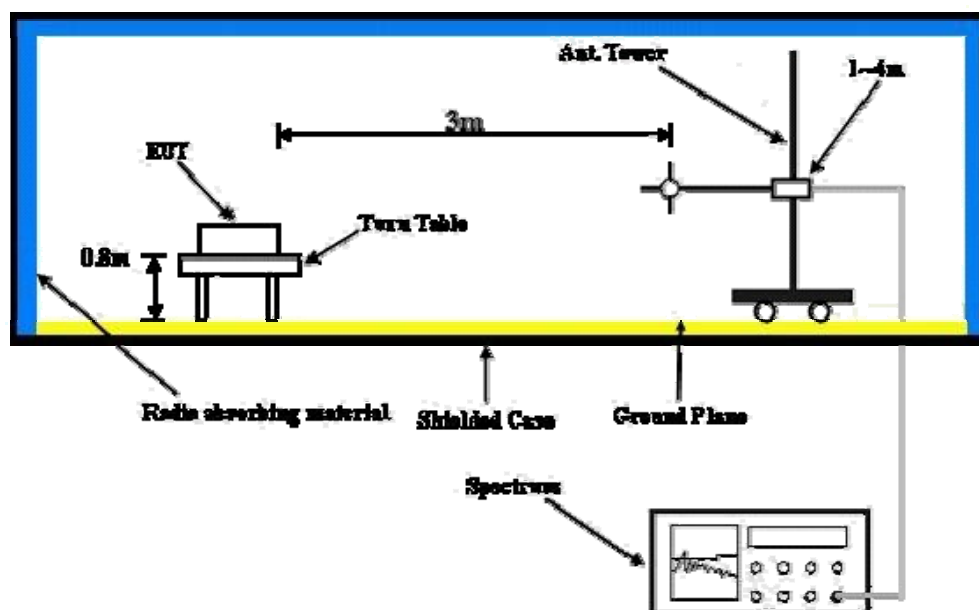 Ant. Tower
1~4m
3m
EUT
Turn Table
0.8m
Radio absorbing material
Shielded Case
Ground Plane
Spectrum